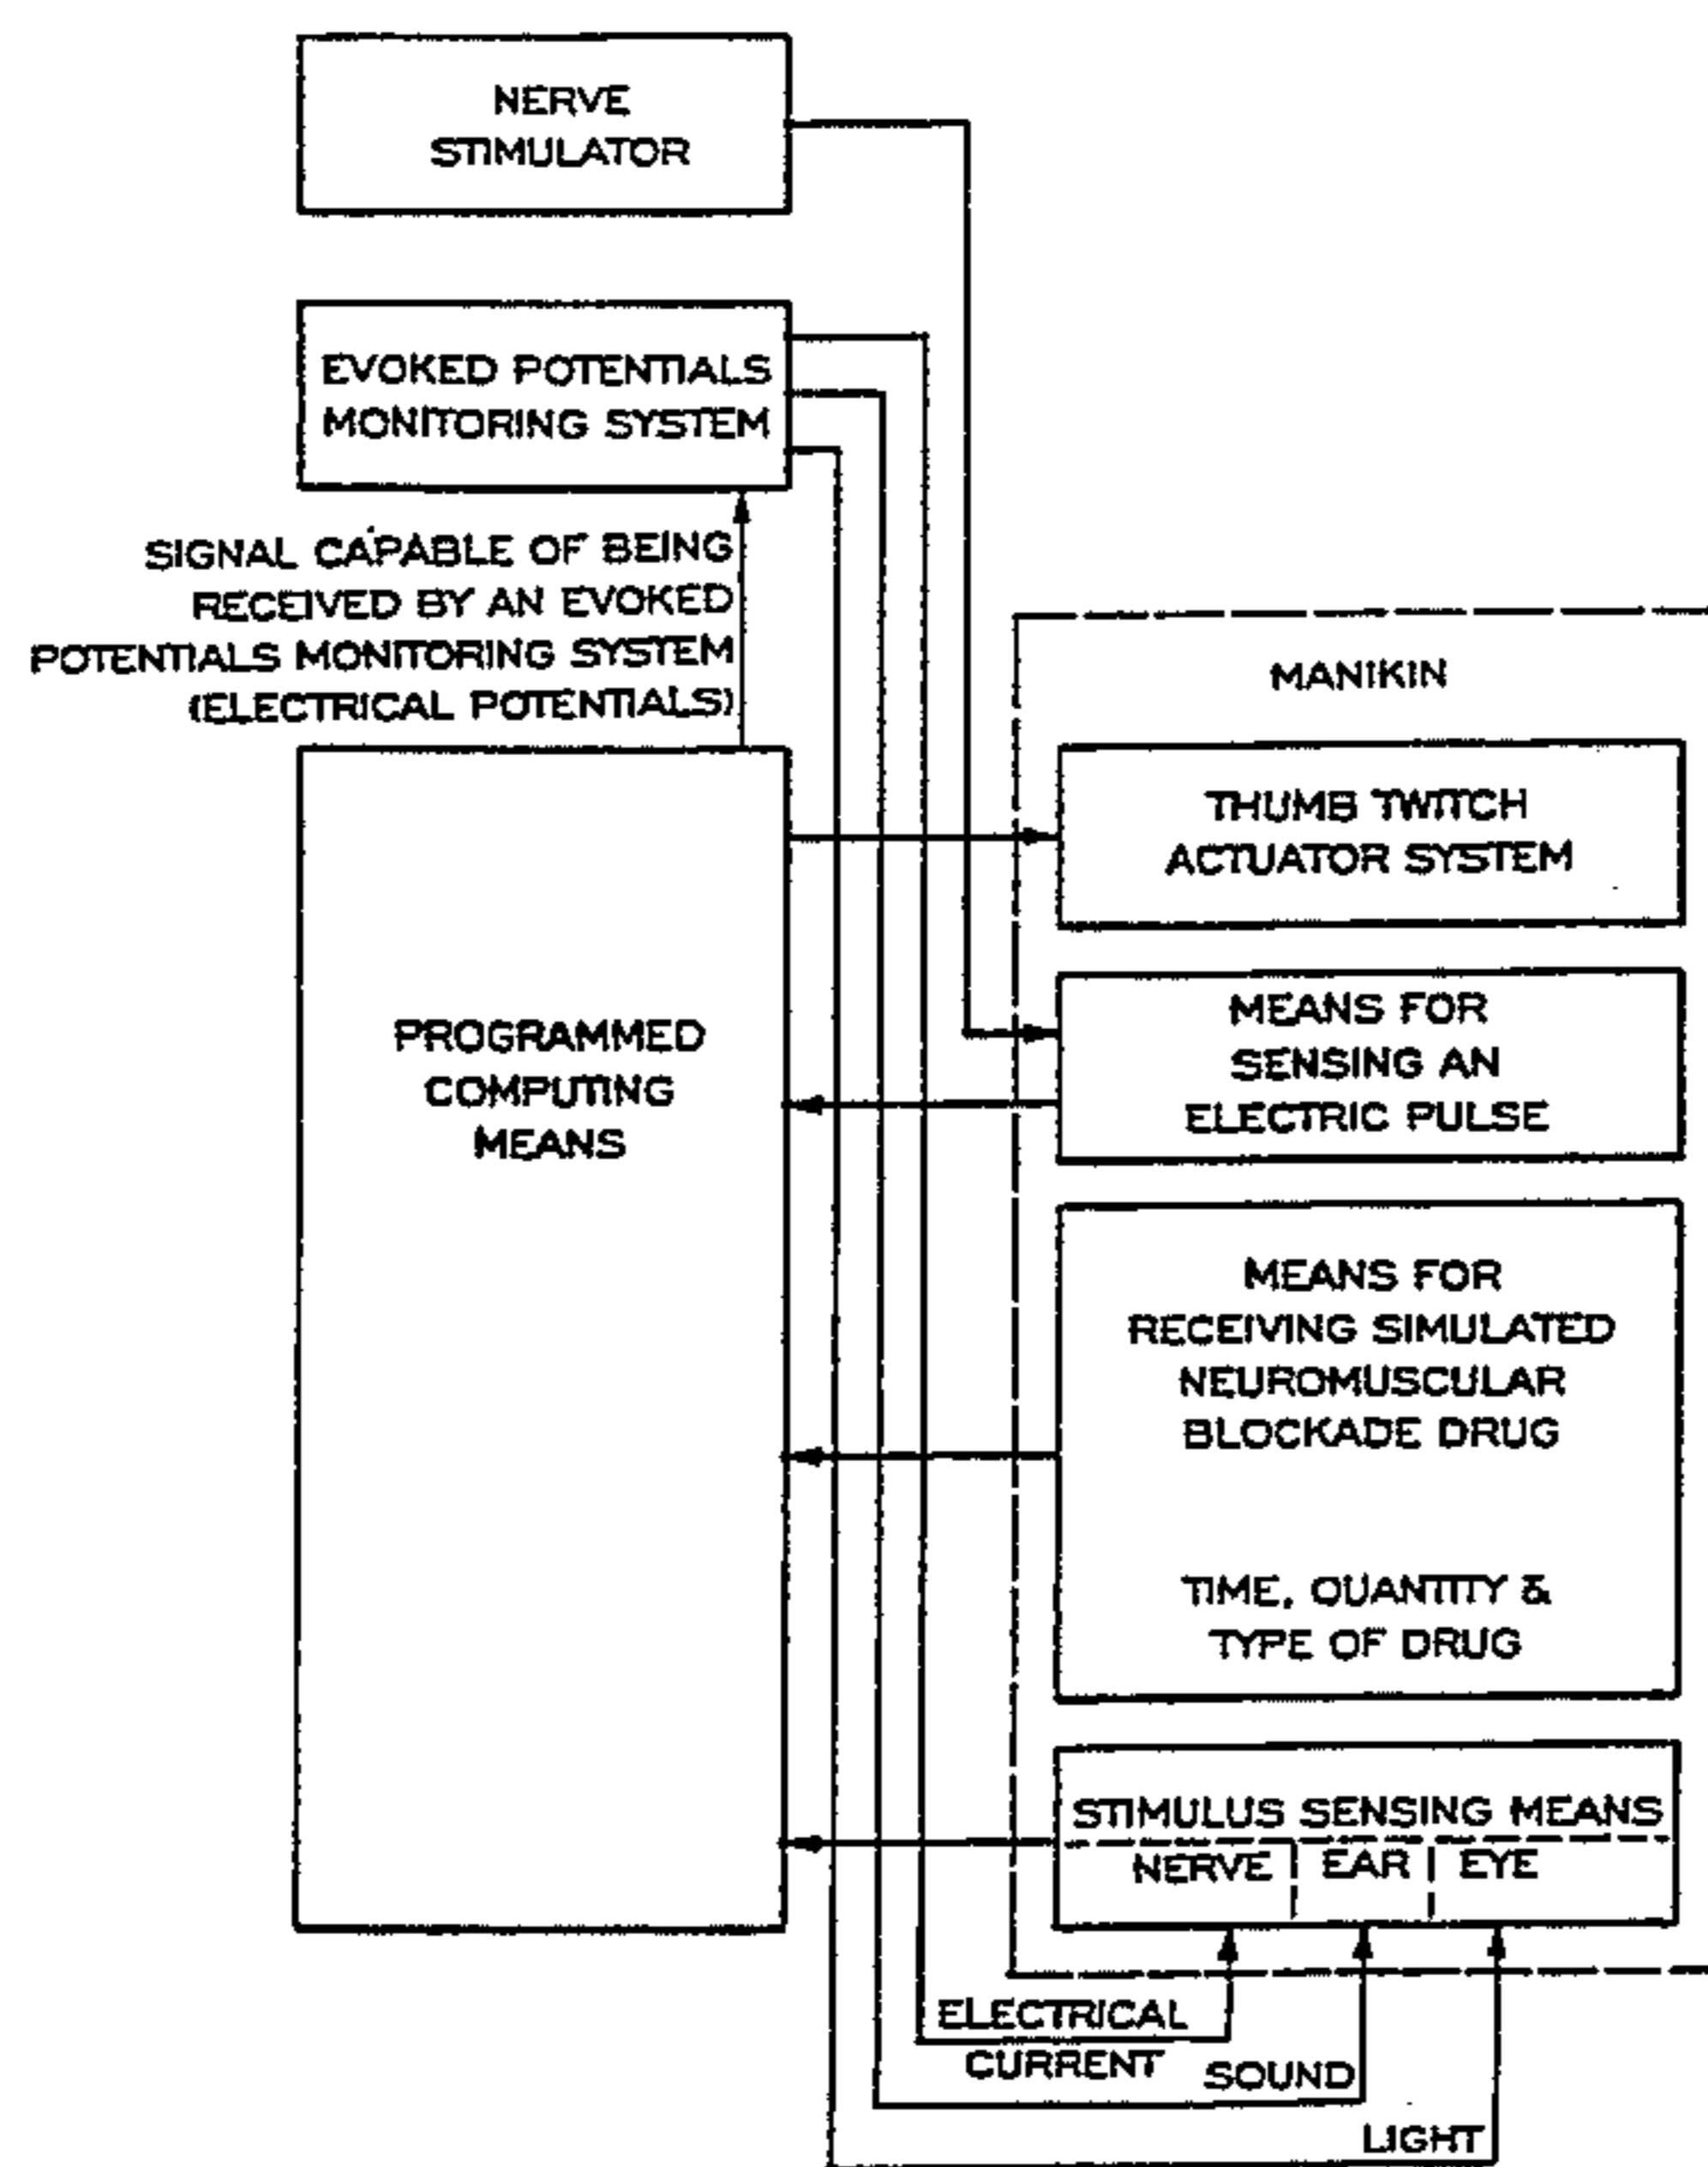 NERVE
STIMULATOR
EVOKED POTENTIALS
MONITORING SYSTEM
SIGNAL CAPABLE OF BEING
RECEIVED BY AN EVOKED
POTENTIALS MONITORING SYSTEM
(ELECTRICAL POTENTIALS)
MANIKIN
THUMB TWITCH
ACTUATOR SYSTEM
PROGRAMMED
COMPUTING
MEANS
MEANS FOR
SENSING AN
ELECTRIC PULSE
MEANS FOR
RECEIVING SIMULATED
NEUROMUSCULAR
BLOCKADE DRUG
TIME, QUANTITY &
TYPE OF DRUG
STIMULUS SENSING MEANS
NERVE EAR EYE
ELECTRICAL
CURRENT
SOUND
LIGHT